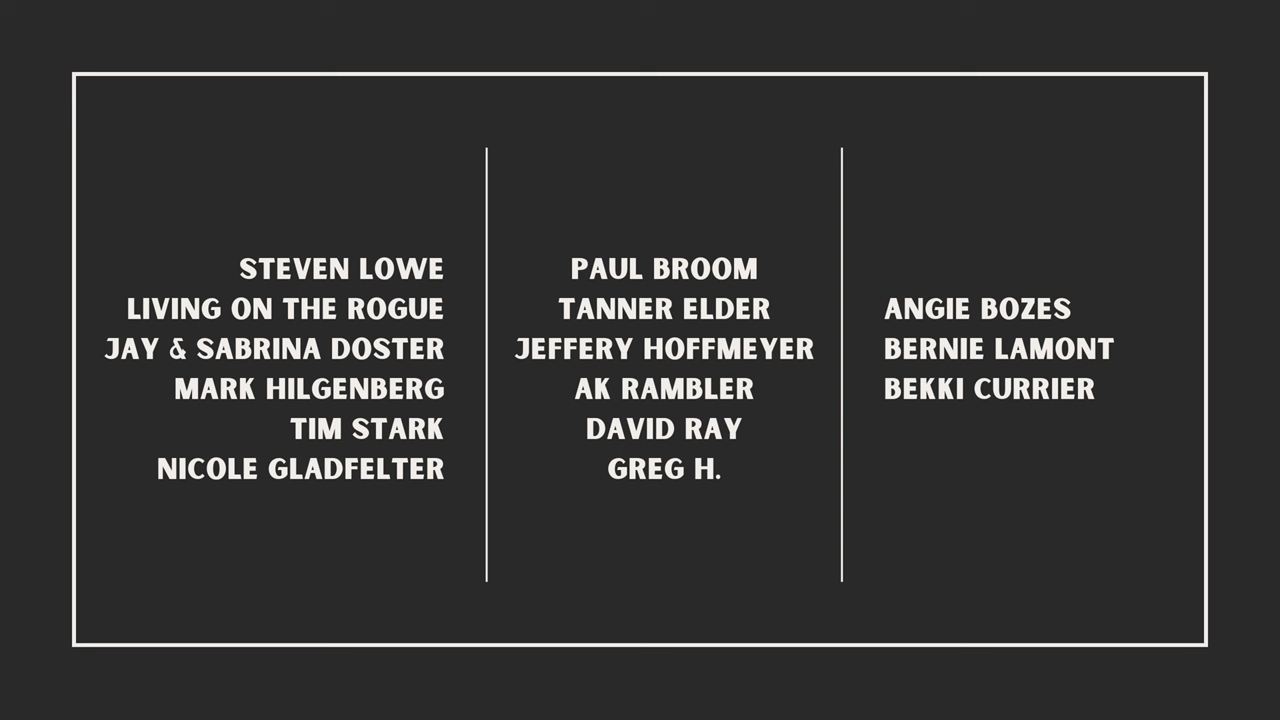 STEVEN LOWE
LIVING ON THE ROGUE
JAY & SABRINA DOSTER
MARK HILGENBERG
TIM STARK
NICOLE GLADFELTER
PAUL BROOM
TANNER ELDER
JEFFERY HOFFMEYER
AK RAMBLER
DAVID RAY
GREG H.
ANGIE BOZES
BERNIE LAMONT
BEKKI CURRIER